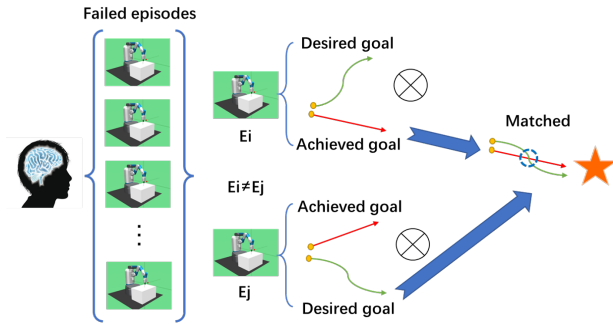 Failed episodes
Desired goal
Ei
Achieved goal
Matched
Ei≠Ej
Achieved goal
Ej
Desired goal